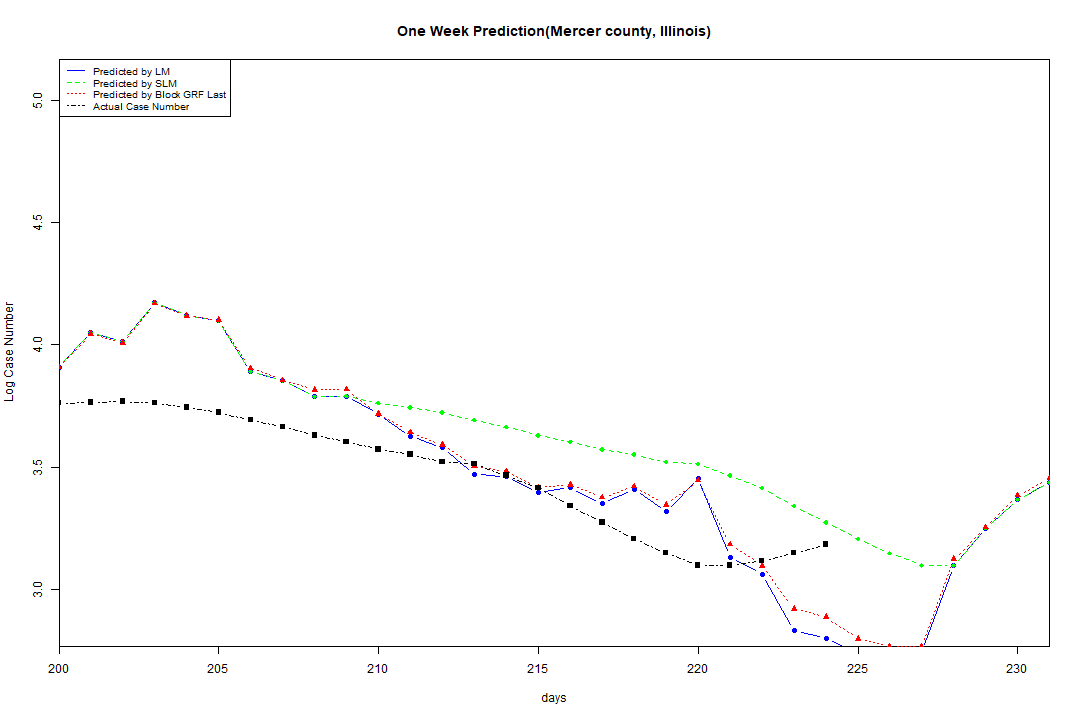 One Week Prediction(Mercer county, Illinois)
Predicted by LM
Predicted by SLM
Predicted by Block GRF Last
Actual Case Number
5.0
4.5
4.0
3.5
3.0
Log Case Number
200 205 210 215 220 225 230
days